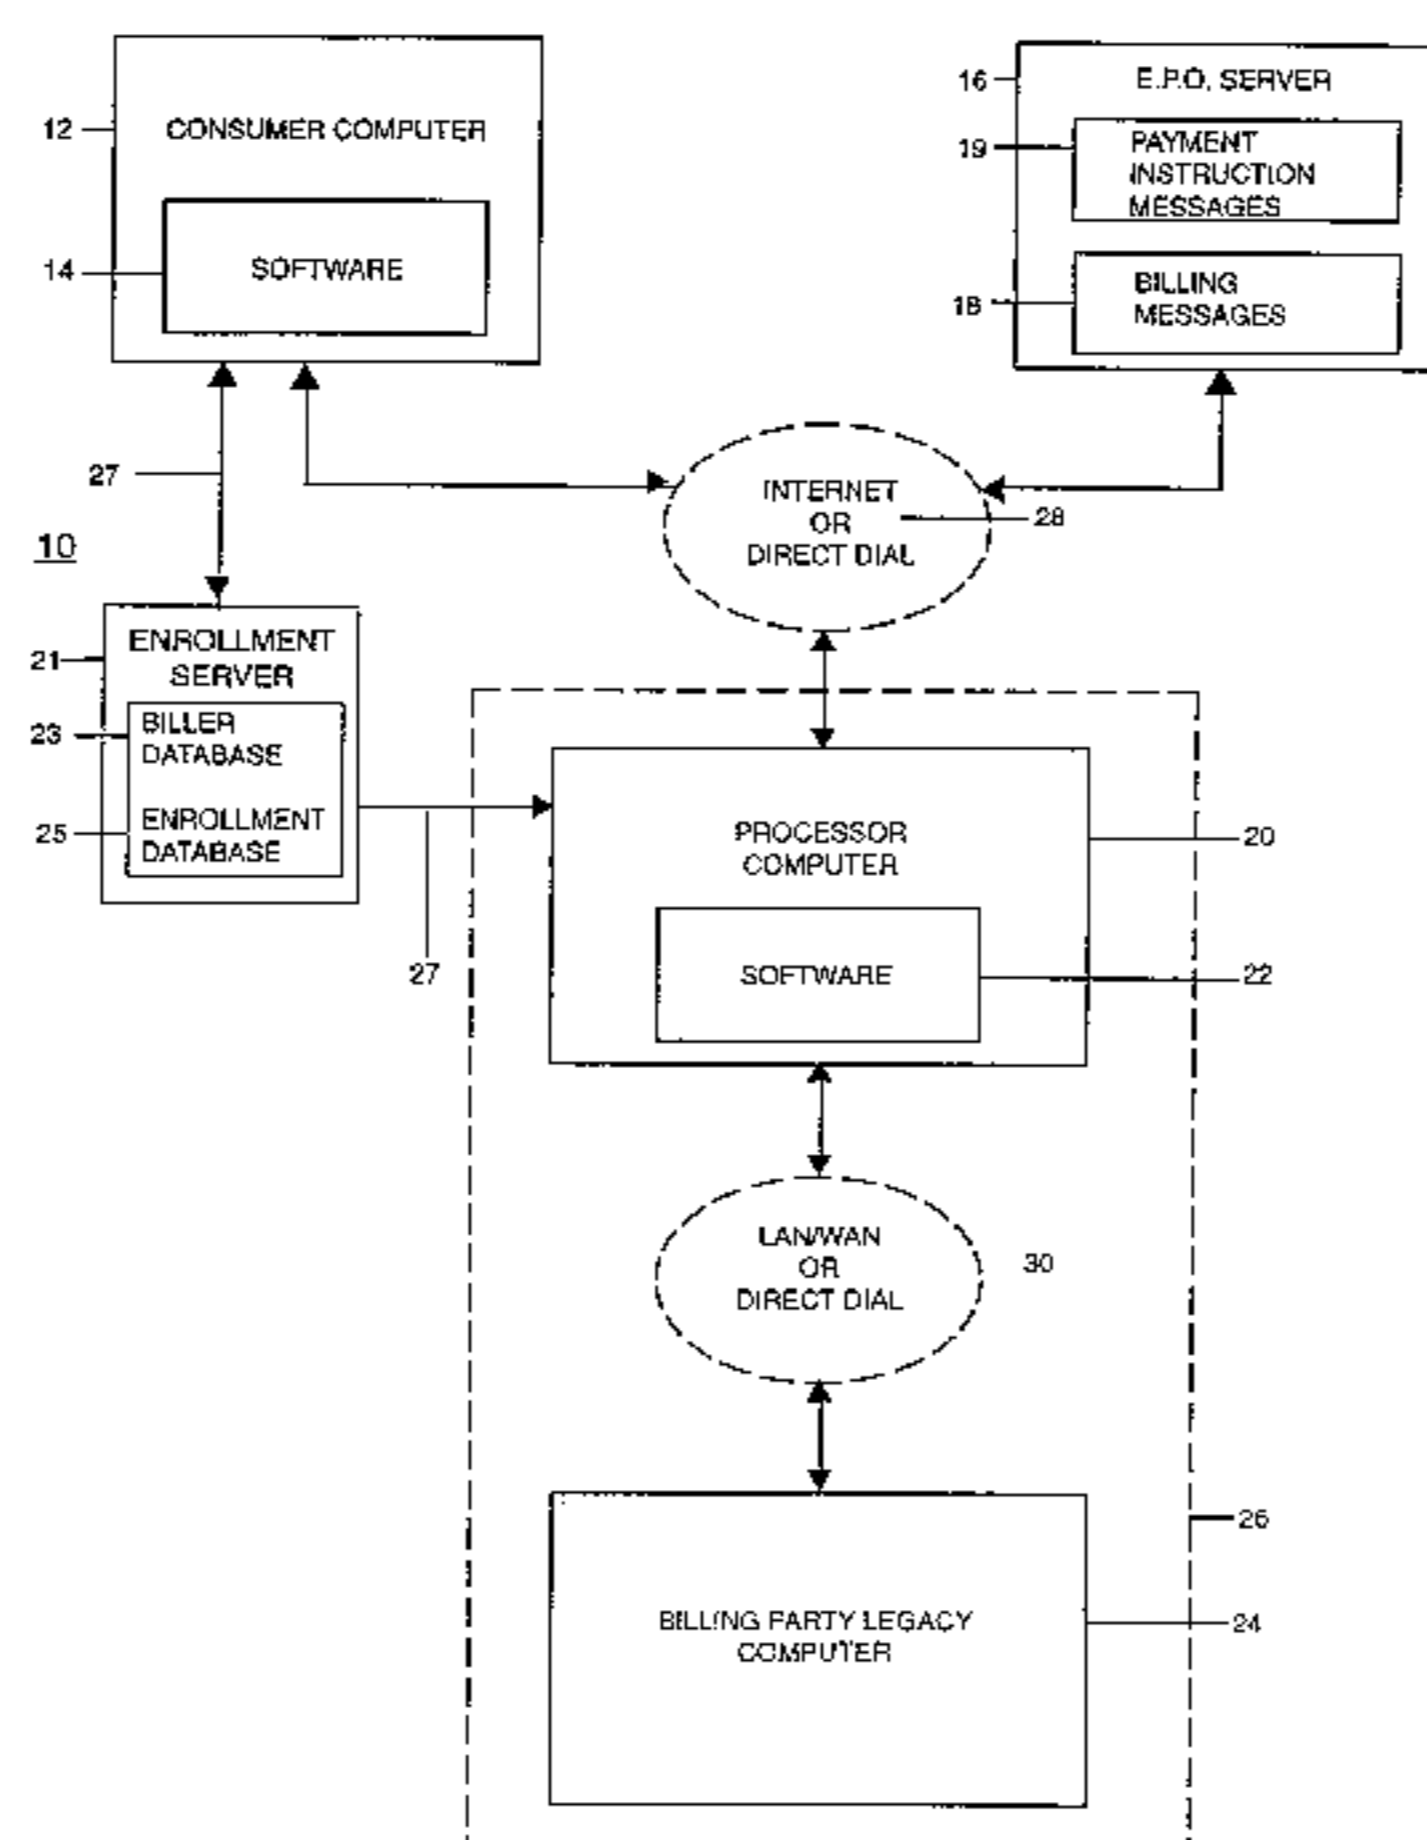 12
CONSUMER COMPUTER
14
SOFTWARE
16
E.P.O. SERVER
19
PAYMENT
INSTRUCTION
MESSAGES
18
BILLING
MESSAGES
27
10
INTERNET
OR
DIRECT DIAL
28
21
ENROLLMENT
SERVER
23
BILLER
DATABASE
25
ENROLLMENT
DATABASE
27
PROCESSOR
COMPUTER
20
SOFTWARE
22
LAN/WAN
OR
DIRECT DIAL
30
26
BILLING PARTY LEGACY
COMPUTER
24